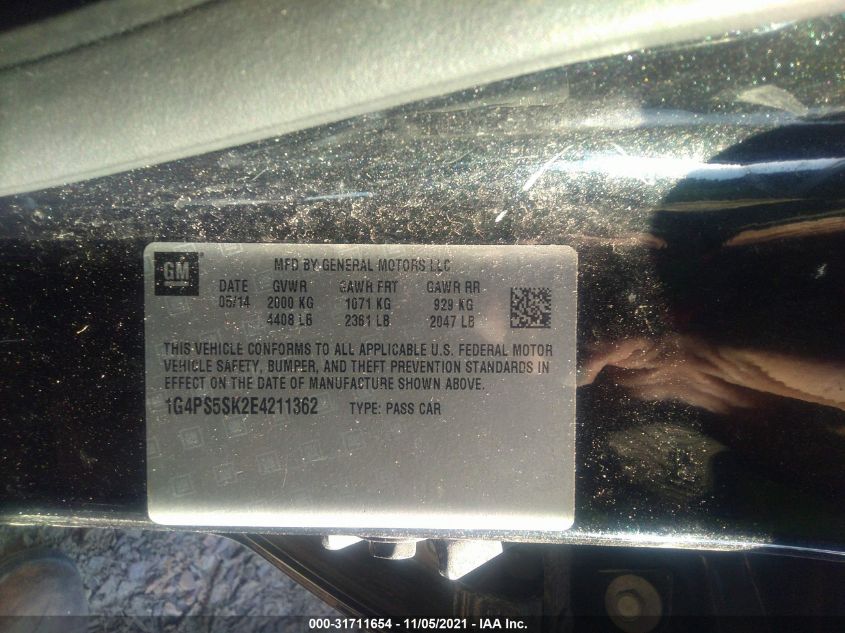 GM
MFD BY GENERAL MOTORS LLC
DATE GVWR GAWR FRT GAWR RR
05/14 2000 KG 1071 KG 929 KG
4408 LB 2361 LB 2047 LB
THIS VEHICLE CONFORMS TO ALL APPLICABLE U.S. FEDERAL MOTOR
VEHICLE SAFETY, BUMPER, AND THEFT PREVENTION STANDARDS IN
EFFECT ON THE DATE OF MANUFACTURE SHOWN ABOVE.
1G4PS5SK2E4211362 TYPE: PASS CAR
000-31711654 - 11/05/2021 - IAA Inc.